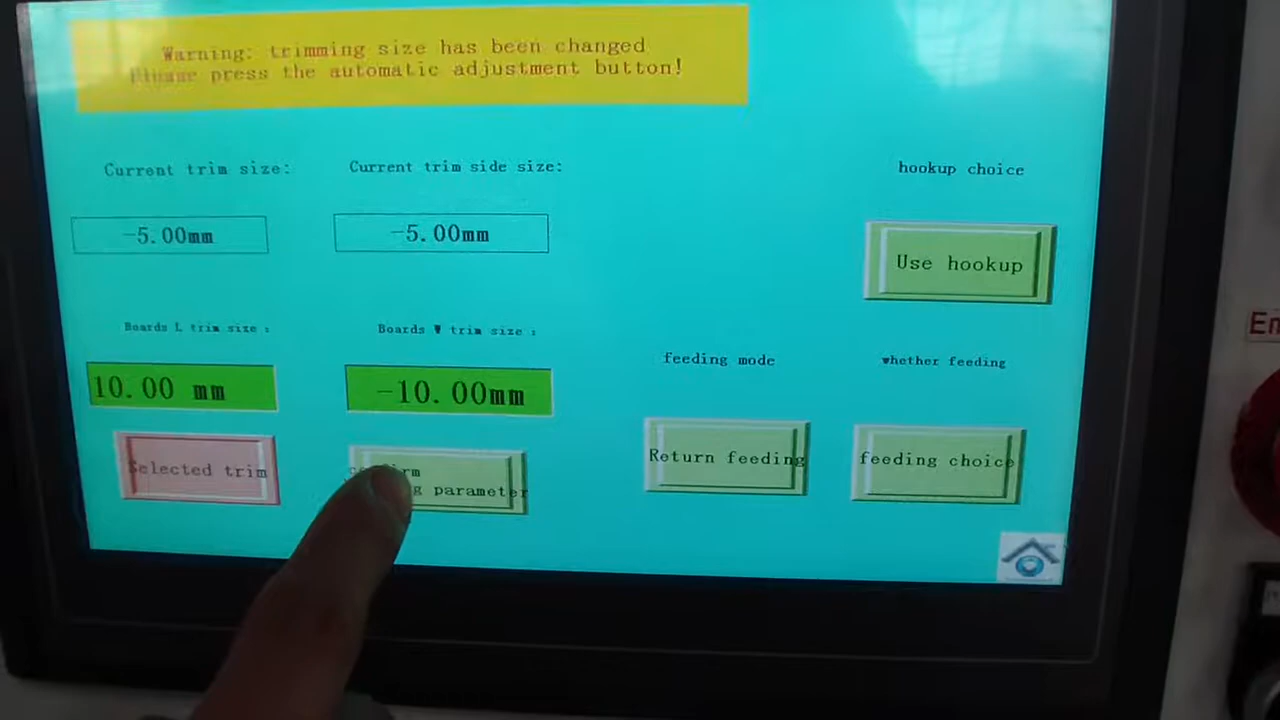 Warning: trimming size has been changed
Please press the automatic adjustment button!
Current trim size:
Current trim side size:
hookup choice
-5.00mm
-5.00mm
Use hookup
Boards L trim size :
Boards W trim size :
feeding mode
whether feeding
10.00 mm
-10.00mm
Selected trim
parameter
Return feeding
feeding choice